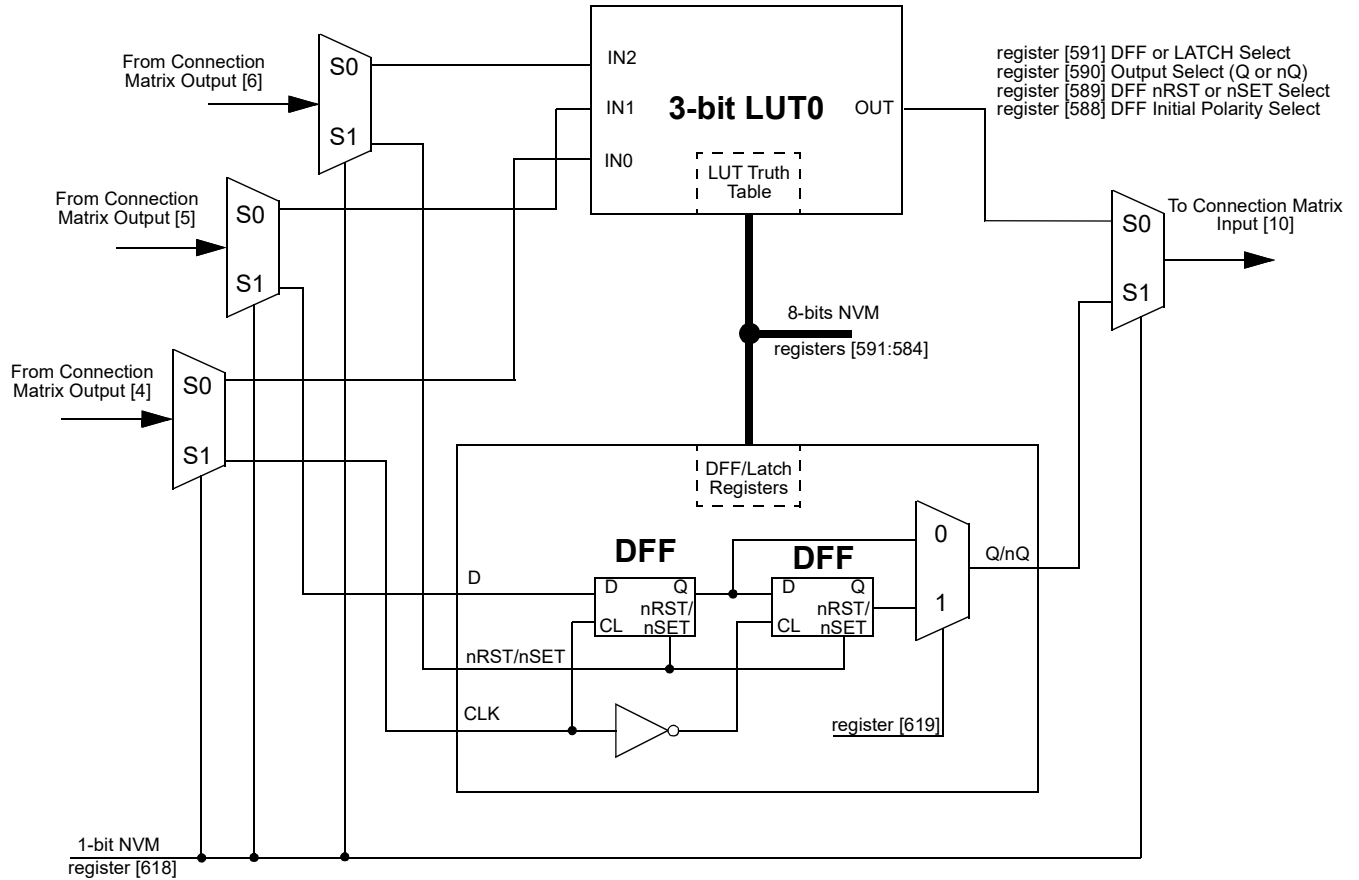 From Connection
Matrix Output [6]
S0
S1
IN2
IN1
IN0
3-bit LUT0
OUT
LUT Truth
Table
register [591] DFF or LATCH Select
register [590] Output Select (Q or nQ)
register [589] DFF nRST or nSET Select
register [588] DFF Initial Polarity Select
From Connection
Matrix Output [5]
S0
S1
To Connection Matrix
Input [10]
S0
S1
8-bits NVM
registers [591:584]
From Connection
Matrix Output [4]
S0
S1
DFF/Latch
Registers
DFF
D
Q
nRST/
nSET
CL
DFF
D
Q
nRST/
nSET
CL
0
1
Q/nQ
D
nRST/nSET
CLK
register [619]
1-bit NVM
register [618]